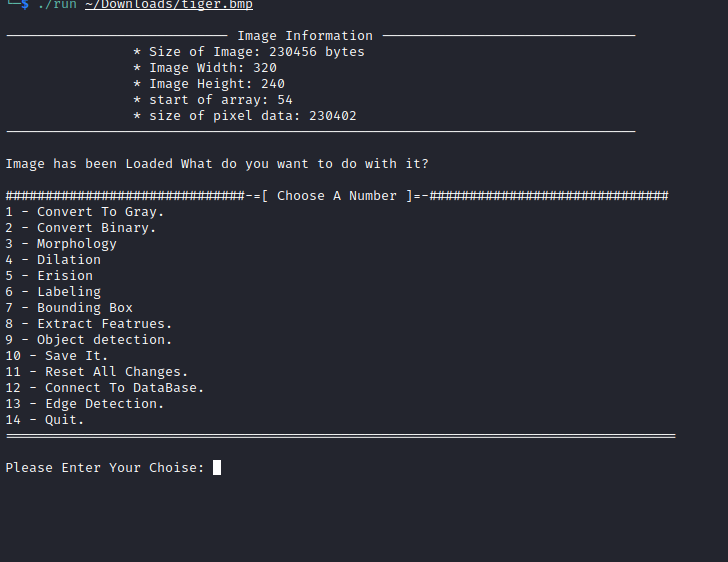 └─$ ./run ~/Downloads/tiger.bmp
Image Information
* Size of Image: 230456 bytes
* Image Width: 320
* Image Height: 240
* start of array: 54
* size of pixel data: 230402
Image has been Loaded What do you want to do with it?
##############################--=[ Choose A Number ]=--##############################
1 - Convert To Gray.
2 - Convert Binary.
3 - Morphology
4 - Dilation
5 - Erision
6 - Labeling
7 - Bounding Box
8 - Extract Featrues.
9 - Object detection.
10 - Save It.
11 - Reset All Changes.
12 - Connect To DataBase.
13 - Edge Detection.
14 - Quit.
Please Enter Your Choise: